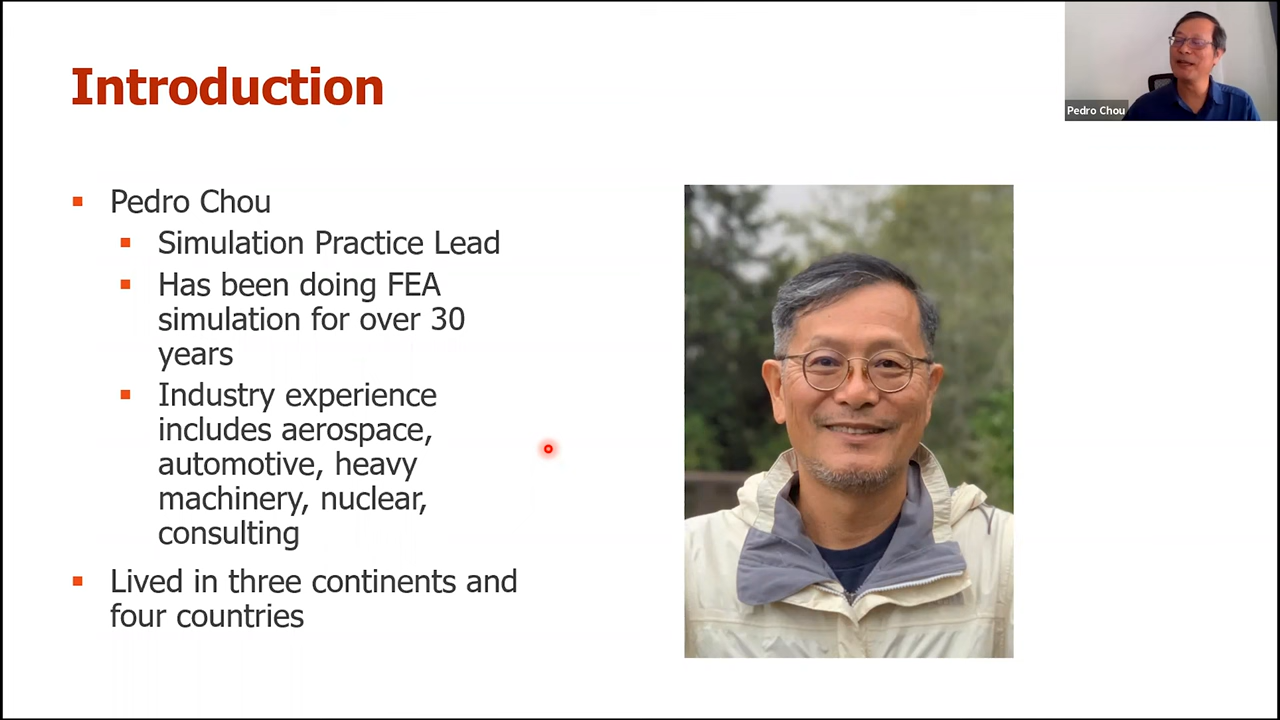 Introduction
Pedro Chou
Pedro Chou
Simulation Practice Lead
Has been doing FEA
simulation for over 30
years
Industry experience
includes aerospace,
automotive, heavy
machinery, nuclear,
consulting
Lived in three continents and
four countries